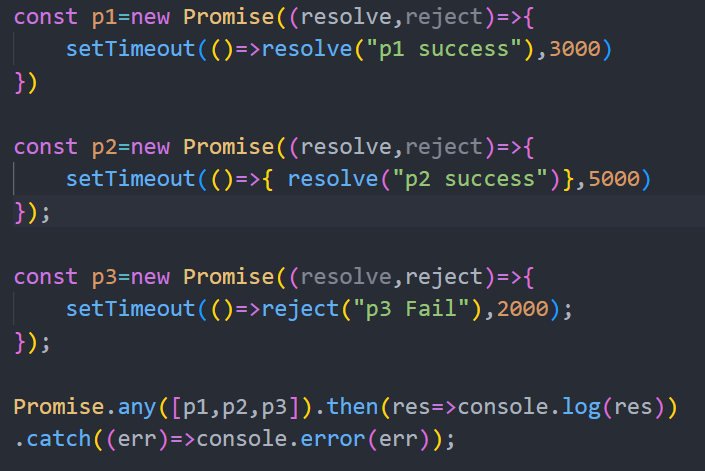 const p1=new Promise((resolve,reject)=>{
    setTimeout(()=>resolve("p1 success"),3000)
})

const p2=new Promise((resolve,reject)=>{
    setTimeout(()=>{ resolve("p2 success")},5000)
});

const p3=new Promise((resolve,reject)=>{
    setTimeout(()=>reject("p3 Fail"),2000);
});

Promise.any([p1,p2,p3]).then(res=>console.log(res))
.catch((err)=>console.error(err));